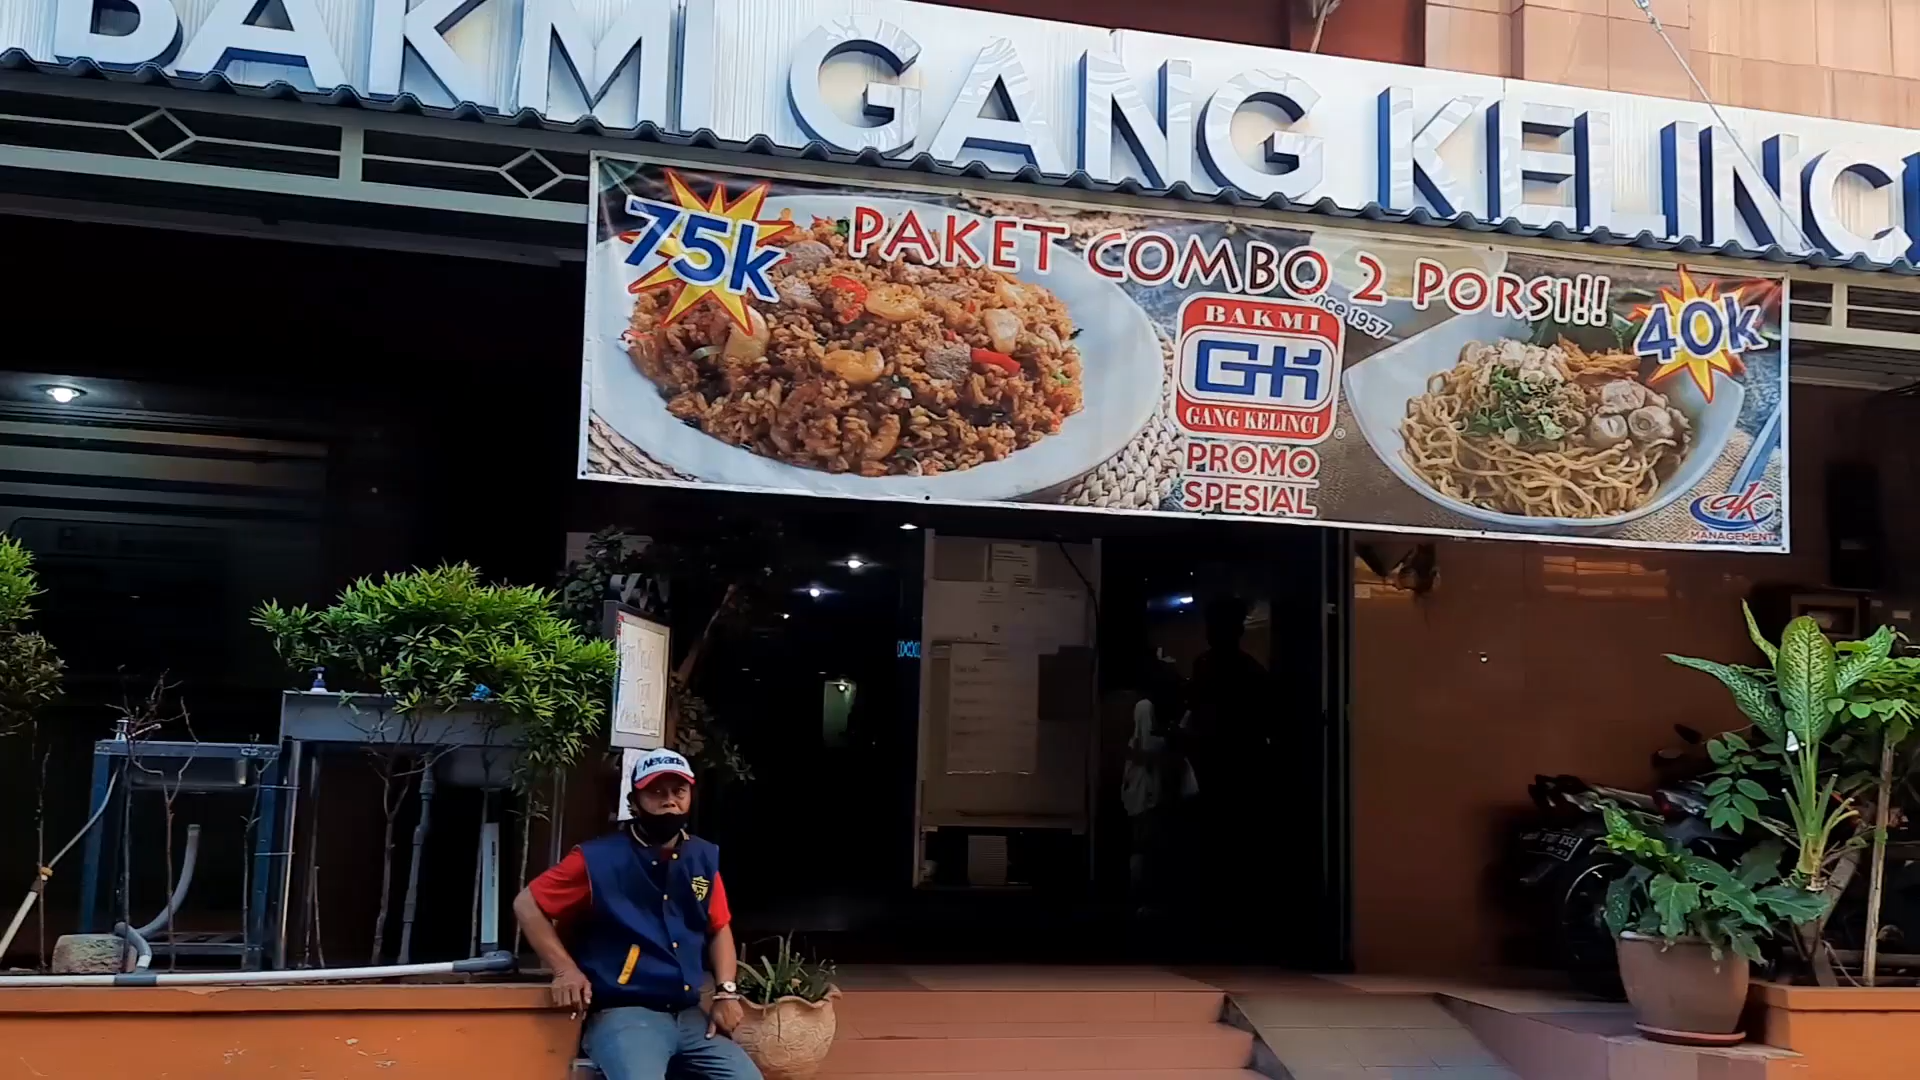 BAKMI GANG KELINCI
75k
PAKET COMBO 2 PORSI!!
40k
since 1957
BAKMI
GK
GANG KELINCI
PROMO
SPESIAL
dk
MANAGEMENT
Nevada